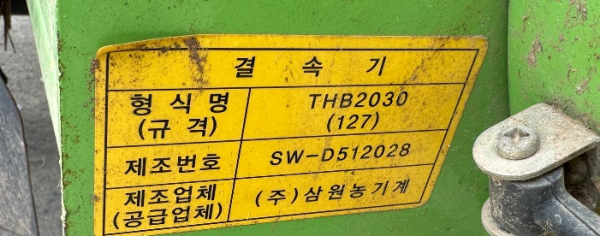 결 속 기
형 식 명 THB2030
(규 격) (127)
제조번호 SW-D512028
제조업체 (주)삼원농기계
(공급업체)